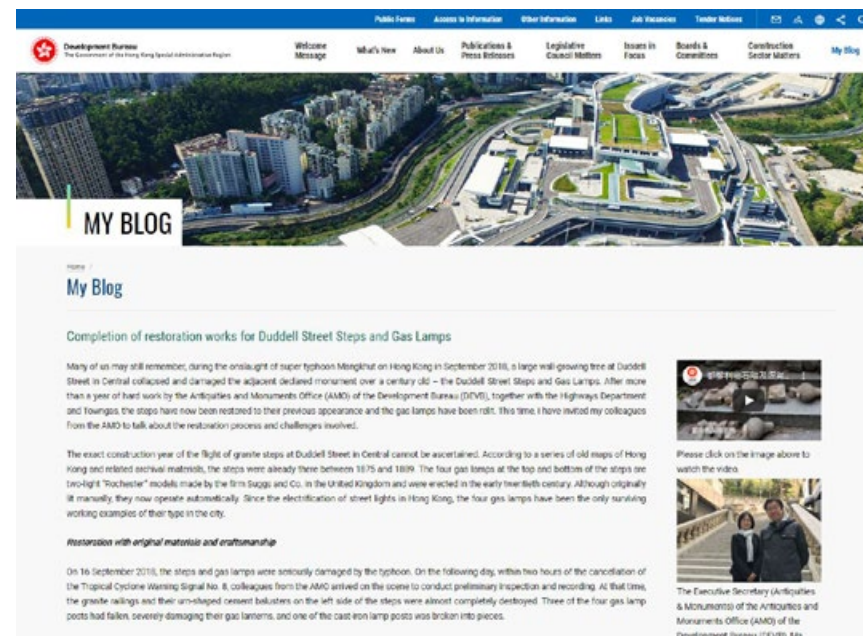 Public Forms Access to Information Other Information Links Job Vacancies Tender Notices
Development Bureau
The Government of the Hong Kong Special Administrative Region
Welcome Message
What's New
About Us
Publications & Press Releases
Legislative Council Matters
Issues in Focus
Boards & Committees
Construction Sector Matters
My Blog
MY BLOG
Home /
My Blog
Completion of restoration works for Duddell Street Steps and Gas Lamps
Many of us may still remember, during the onslaught of super typhoon Mangkhut on Hong Kong in September 2018, a large wall-growing tree at Duddell
Street in Central collapsed and damaged the adjacent declared monument over a century old – the Duddell Street Steps and Gas Lamps. After more
than a year of hard work by the Antiquities and Monuments Office (AMO) of the Development Bureau (DEVB), together with the Highways Department
and Towngas, the steps have now been restored to their previous appearance and the gas lamps have been relit. This time, I have invited my colleagues
from the AMO to talk about the restoration process and challenges involved.
The exact construction year of the flight of granite steps at Duddell Street in Central cannot be ascertained. According to a series of old maps of Hong
Kong and related archival materials, the steps were already there between 1875 and 1889. The four gas lamps at the top and bottom of the steps are
two-light "Rochester" models made by the firm Suggs and Co. in the United Kingdom and were erected in the early twentieth century. Although originally
lit manually, they now operate automatically. Since the electrification of street lights in Hong Kong, the four gas lamps have been the only surviving
working examples of their type in the city.
Restoration with original materials and craftsmanship
On 16 September 2018, the steps and gas lamps were seriously damaged by the typhoon. On the following day, within two hours of the cancellation of
the Tropical Cyclone Warning Signal No. 8, colleagues from the AMO arrived on the scene to conduct preliminary inspection and recording. At that time,
the granite railings and their urn-shaped cement balusters on the left side of the steps were almost completely destroyed. Three of the four gas lamp
posts had fallen, severely damaging their gas lanterns, and one of the cast iron lamp posts was broken into pieces.
Please click on the image above to
watch the video.
The Executive Secretary (Antiquities
& Monuments) of the Antiquities and
Monuments Office (AMO) of the
Development Bureau (DEVB), Ms